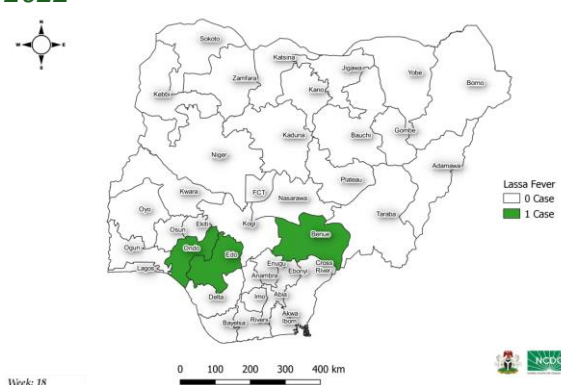 2022
N
W
E
S
Sokoto
Katsina
Jigawa
Yobe
Borno
Zamfara
Kano
Kebbi
Kaduna
Bauchi
Gombe
Niger
Adamawa
Plateau
FCT
Nasarawa
Kwara
Taraba
Oyo
Ekiti
Kogi
Osun
Benue
Ondo
Edo
Ogun
Lagos
Enugu
Anambra
Ebonyi
Cross
River
Delta
Imo
Abia
Bayelsa
Rivers
Akwa
Ibom
Lassa Fever
0 Case
1 Case
Week: 18
0 100 200 300 400 km
NCDC